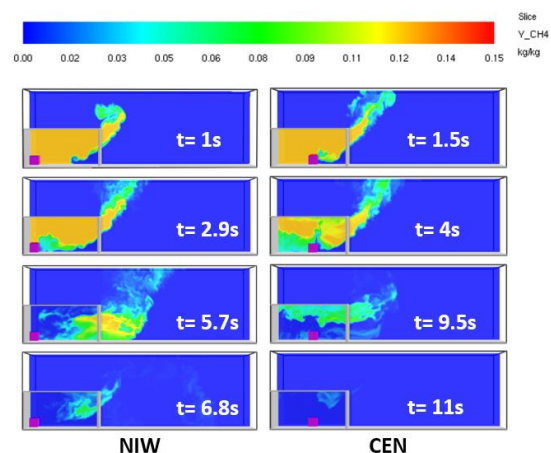 Slice
Y_CH4
kg/kg
0.00 0.02 0.03 0.05 0.06 0.08 0.09 0.11 0.12 0.14 0.15
t= 1s t= 1.5s
t= 2.9s t= 4s
t= 5.7s t= 9.5s
t= 6.8s t= 11s
NIW CEN